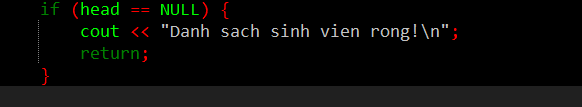 if (head == NULL) {
cout << "Danh sach sinh vien rong!\n";
return;
}